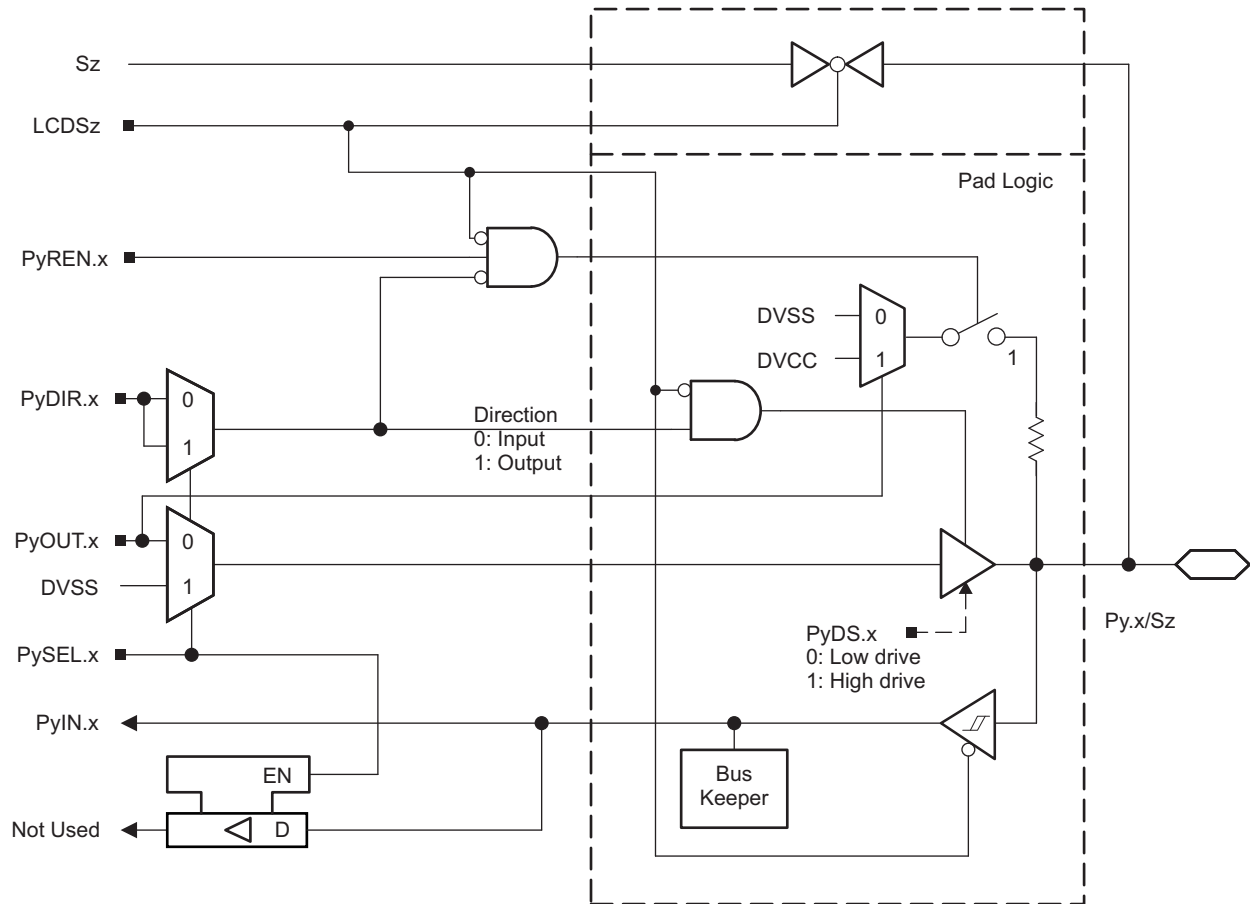 Sz
LCDSz
Pad Logic
PyREN.x
DVSS
0
DVCC
1
1
PyDIR.x
0
1
Direction
0: Input
1: Output
PyOUT.x
0
DVSS
1
PyDS.x
0: Low drive
1: High drive
Py.x/Sz
PySEL.x
PyIN.x
EN
Bus
Keeper
Not Used
D